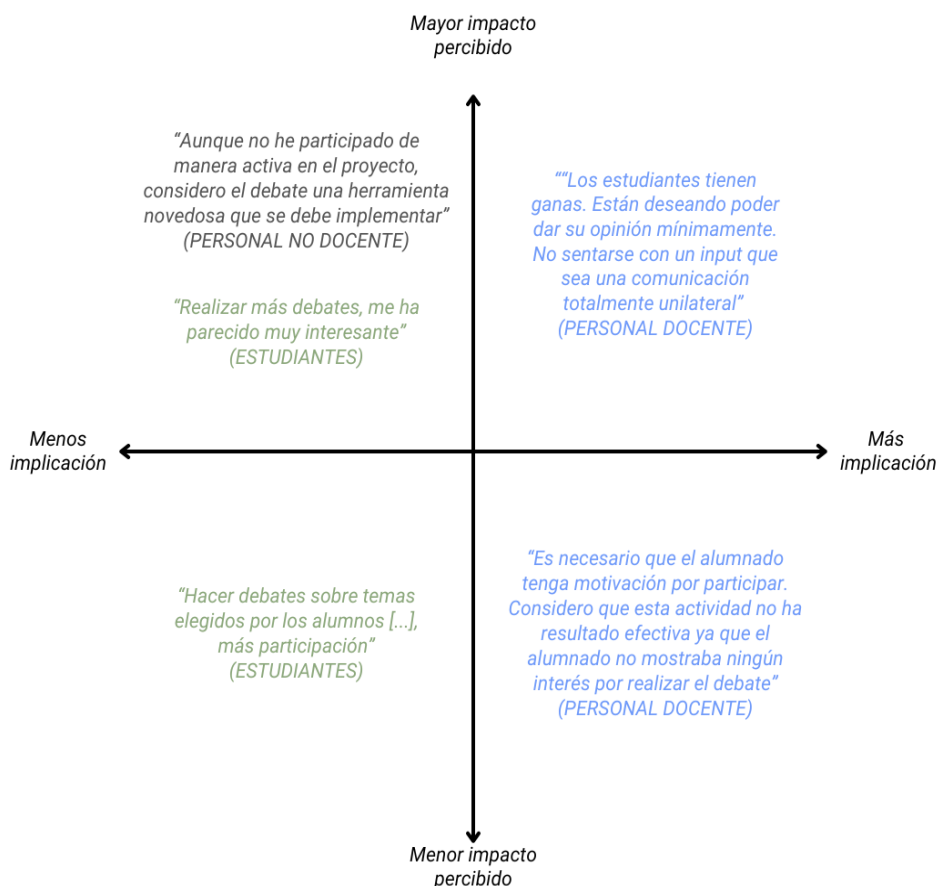 Mayor impacto
percibido
“Aunque no he participado de
manera activa en el proyecto,
considero el debate una herramienta
novedosa que se debe implementar”
(PERSONAL NO DOCENTE)
““Los estudiantes tienen
ganas. Están deseando poder
dar su opinión mínimamente.
No sentarse con un input que
sea una comunicación
totalmente unilateral”
(PERSONAL DOCENTE)
“Realizar más debates, me ha
parecido muy interesante”
(ESTUDIANTES)
Menos
implicación
Más
implicación
“Hacer debates sobre temas
elegidos por los alumnos [...],
más participación”
(ESTUDIANTES)
“Es necesario que el alumnado
tenga motivación por participar.
Considero que esta actividad no ha
resultado efectiva ya que el
alumnado no mostraba ningún
interés por realizar el debate”
(PERSONAL DOCENTE)
Menor impacto
percibido